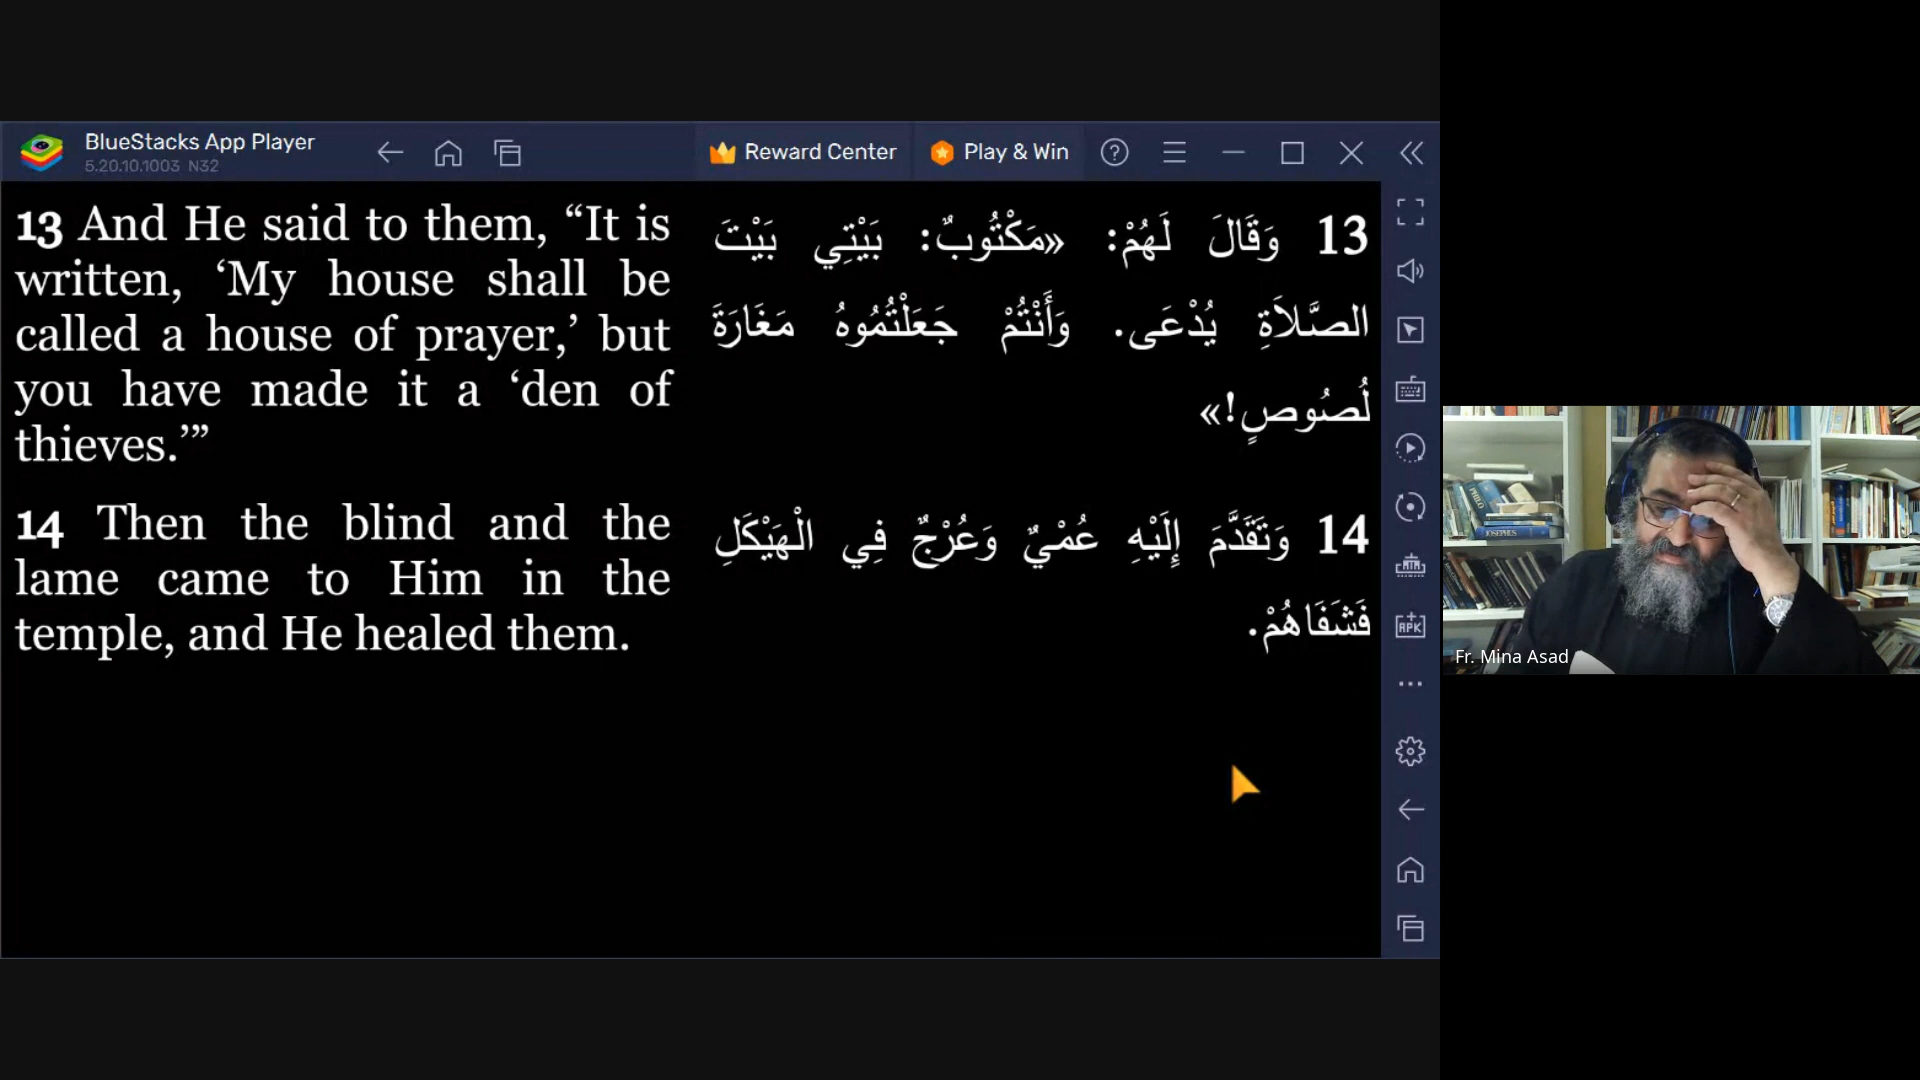 BlueStacks App Player
5.20.10.1003 N32
Reward Center
Play & Win
13 And He said to them, “It is
written, ‘My house shall be
called a house of prayer,’ but
you have made it a ‘den of
thieves.’”
14 Then the blind and the
lame came to Him in the
temple, and He healed them.
13 وَقَالَ لَهُمْ: «مَكْتُوبٌ: بَيْتِي بَيْتَ
الصَّلاَةِ يُدْعَى. وَأَنْتُمْ جَعَلْتُمُوهُ مَغَارَةَ
لُصُوصٍ!»
14 وَتَقَدَّمَ إِلَيْهِ عُمْيٌ وَعُرْجٌ فِي الْهَيْكَلِ
فَشَفَاهُمْ.
APK
PHILO
JOSEPHUS
Fr. Mina Asad